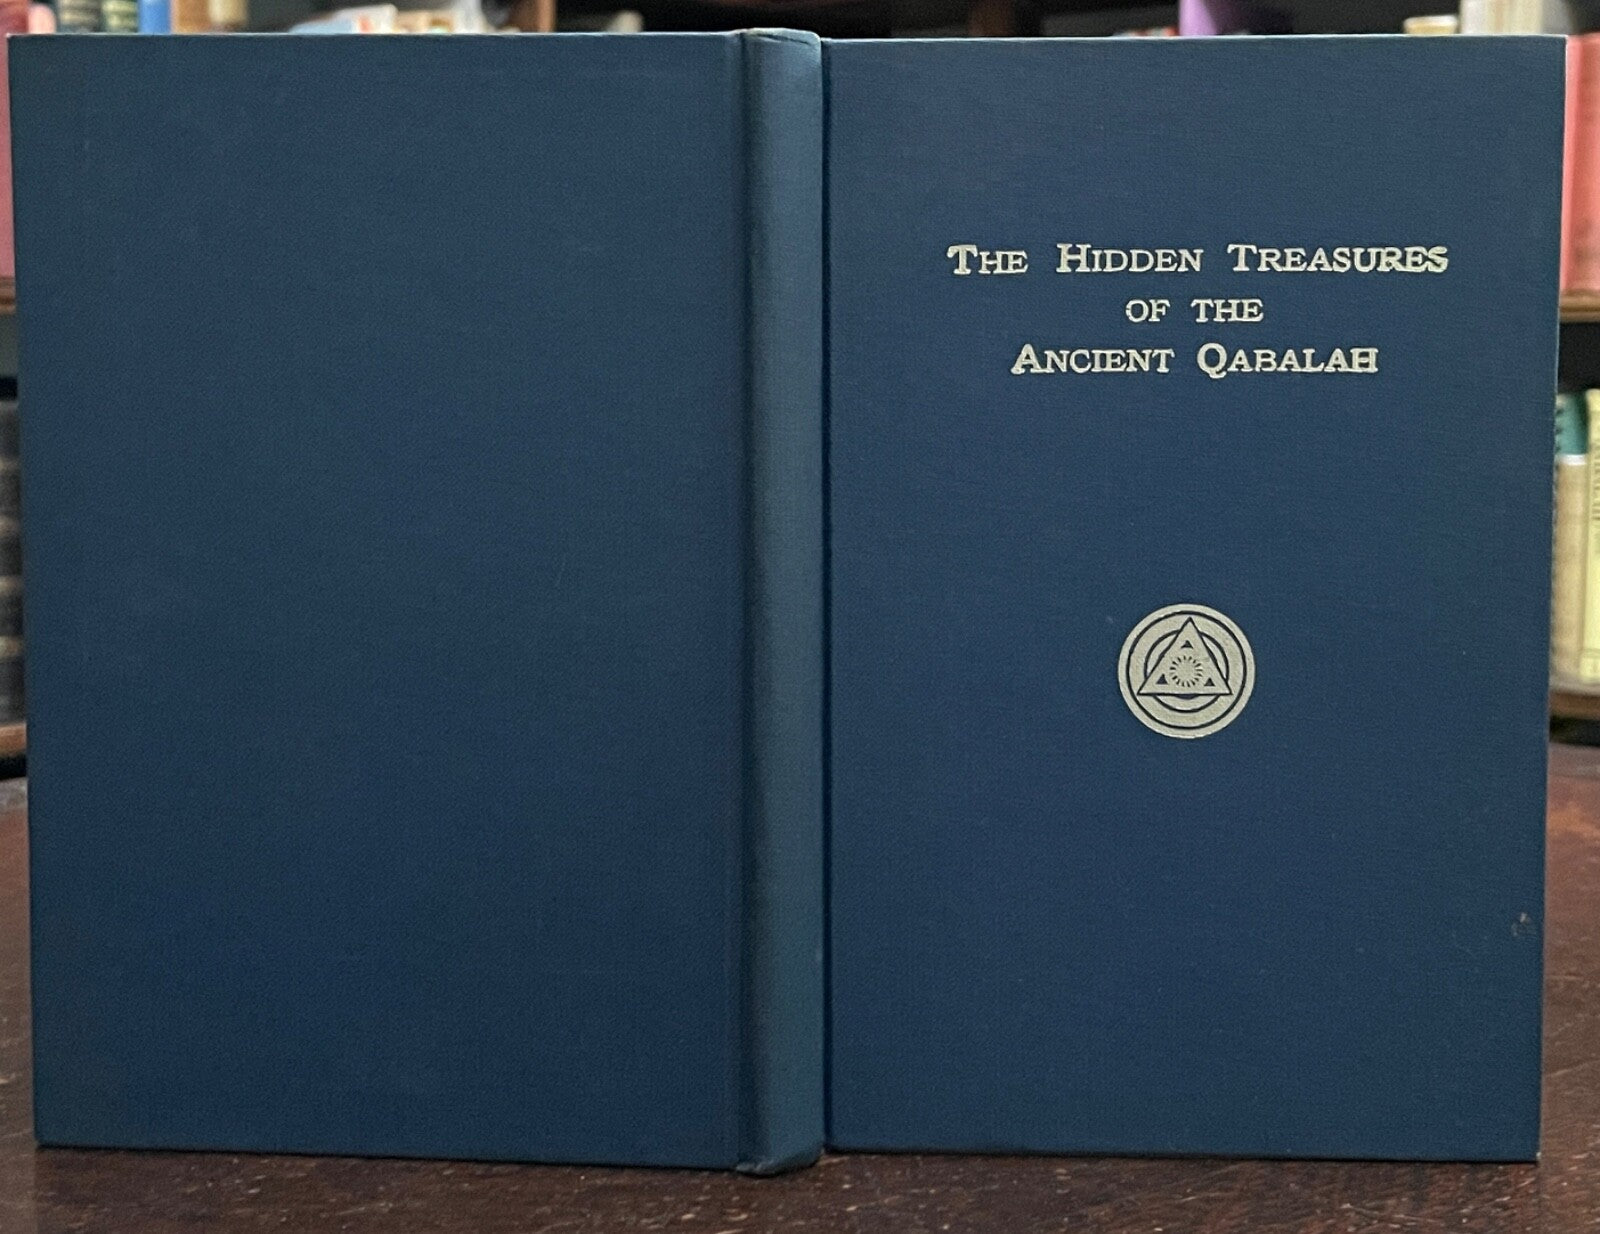 The Hidden Treasures
of the
Ancient Qabalah